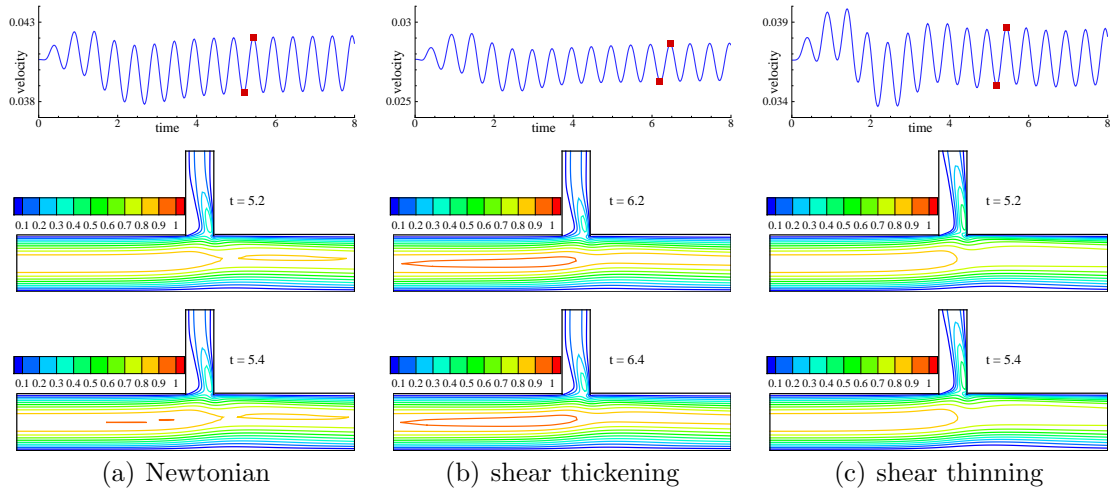 0.043
velocity
0.038
0 2 4 6 8
time
0.03
velocity
0.025
0 2 4 6 8
time
0.039
velocity
0.034
0 2 4 6 8
time
t = 5.2
0.1 0.2 0.3 0.4 0.5 0.6 0.7 0.8 0.9 1
t = 6.2
0.1 0.2 0.3 0.4 0.5 0.6 0.7 0.8 0.9 1
t = 5.2
0.1 0.2 0.3 0.4 0.5 0.6 0.7 0.8 0.9 1
t = 5.4
0.1 0.2 0.3 0.4 0.5 0.6 0.7 0.8 0.9 1
t = 6.4
0.1 0.2 0.3 0.4 0.5 0.6 0.7 0.8 0.9 1
t = 5.4
0.1 0.2 0.3 0.4 0.5 0.6 0.7 0.8 0.9 1
(a) Newtonian
(b) shear thickening
(c) shear thinning